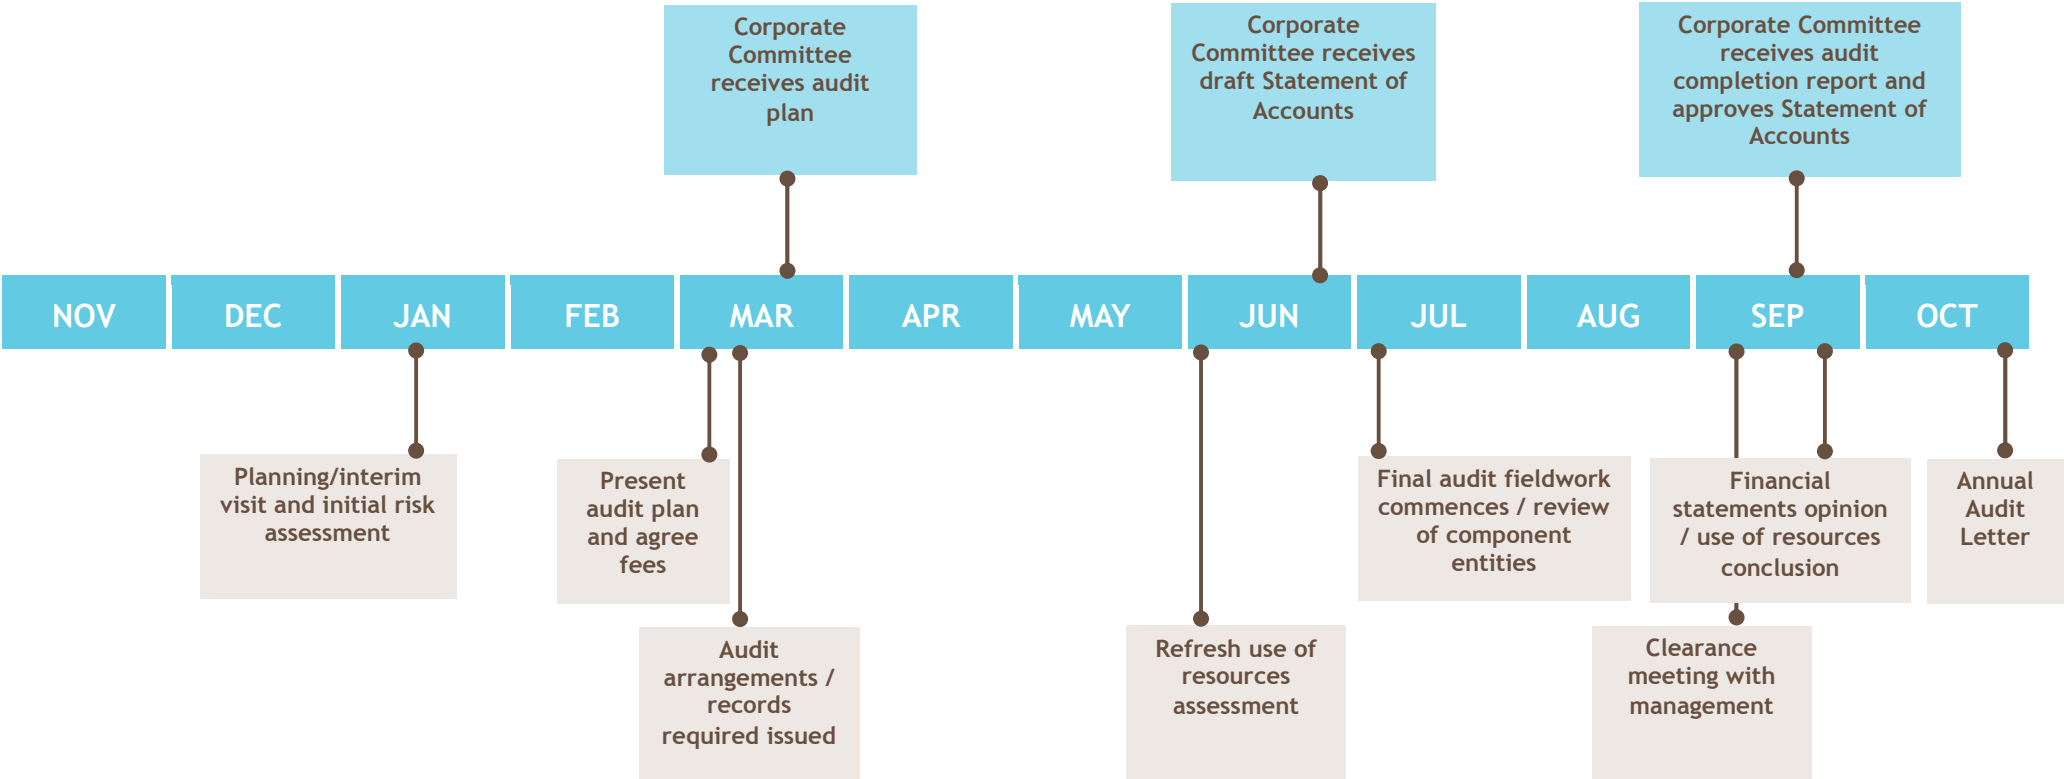 Corporate
Committee
receives audit
plan
Corporate
Committee receives
draft Statement of
Accounts
Corporate Committee
receives audit
completion report and
approves Statement of
Accounts
NOV
DEC
JAN
FEB
MAR
APR
MAY
JUN
JUL
AUG
SEP
OCT
Planning/interim
visit and initial risk
assessment
Present
audit plan
and agree
fees
Final audit fieldwork
commences / review
of component
entities
Financial
statements opinion
/ use of resources
conclusion
Annual
Audit
Letter
Audit
arrangements /
records
required issued
Refresh use of
resources
assessment
Clearance
meeting with
management